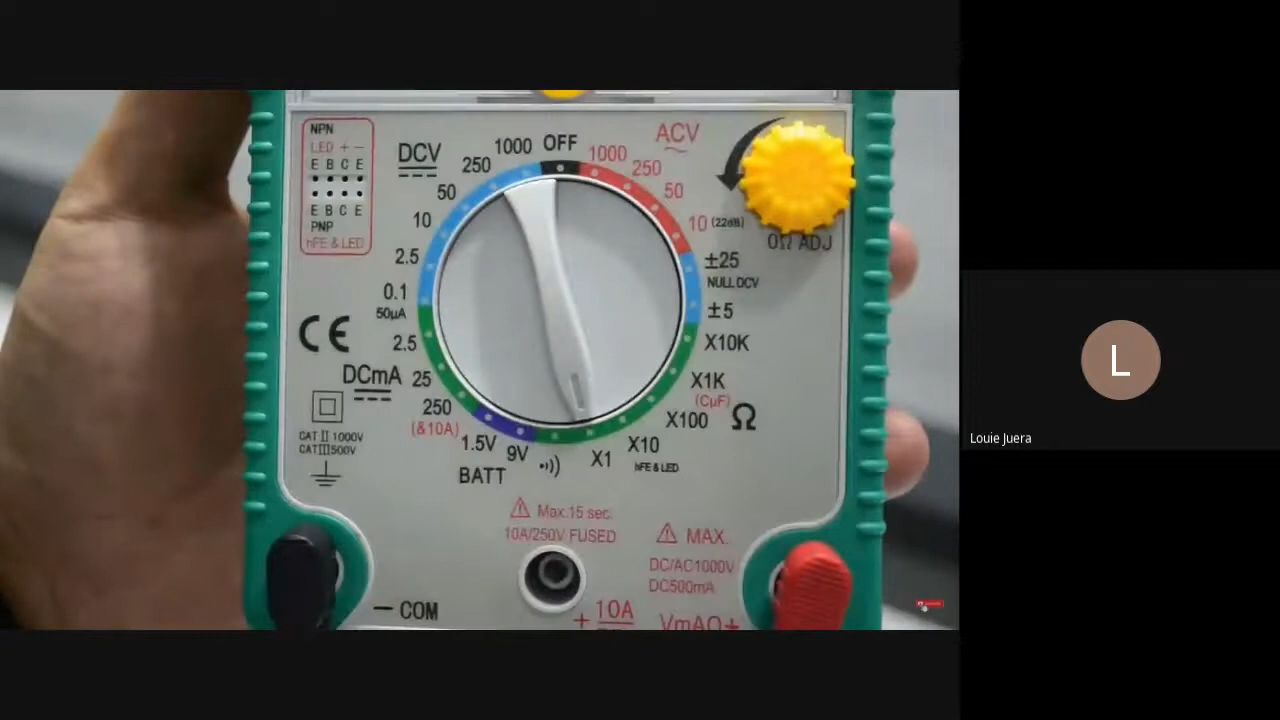 NPN
LED + −
E B C E
E B C E
PNP
hFE & LED
DCV
1000
250
50
10
2.5
0.1
50μA
OFF
ACV
1000
250
50
10 (22dB)
0Ω ADJ
±25
NULL DCV
±5
X10K
X1K
(CμF)
X100
Ω
X10
hFE & LED
X1
CE
2.5
DCmA
25
250
(&10A)
1.5V
9V
BATT
CAT II 1000V
CAT III 500V
Max.15 sec.
10A/250V FUSED
MAX.
DC/AC1000V
DC500mA
− COM
+ 10A
VmAΩ+
L
Louie Juera